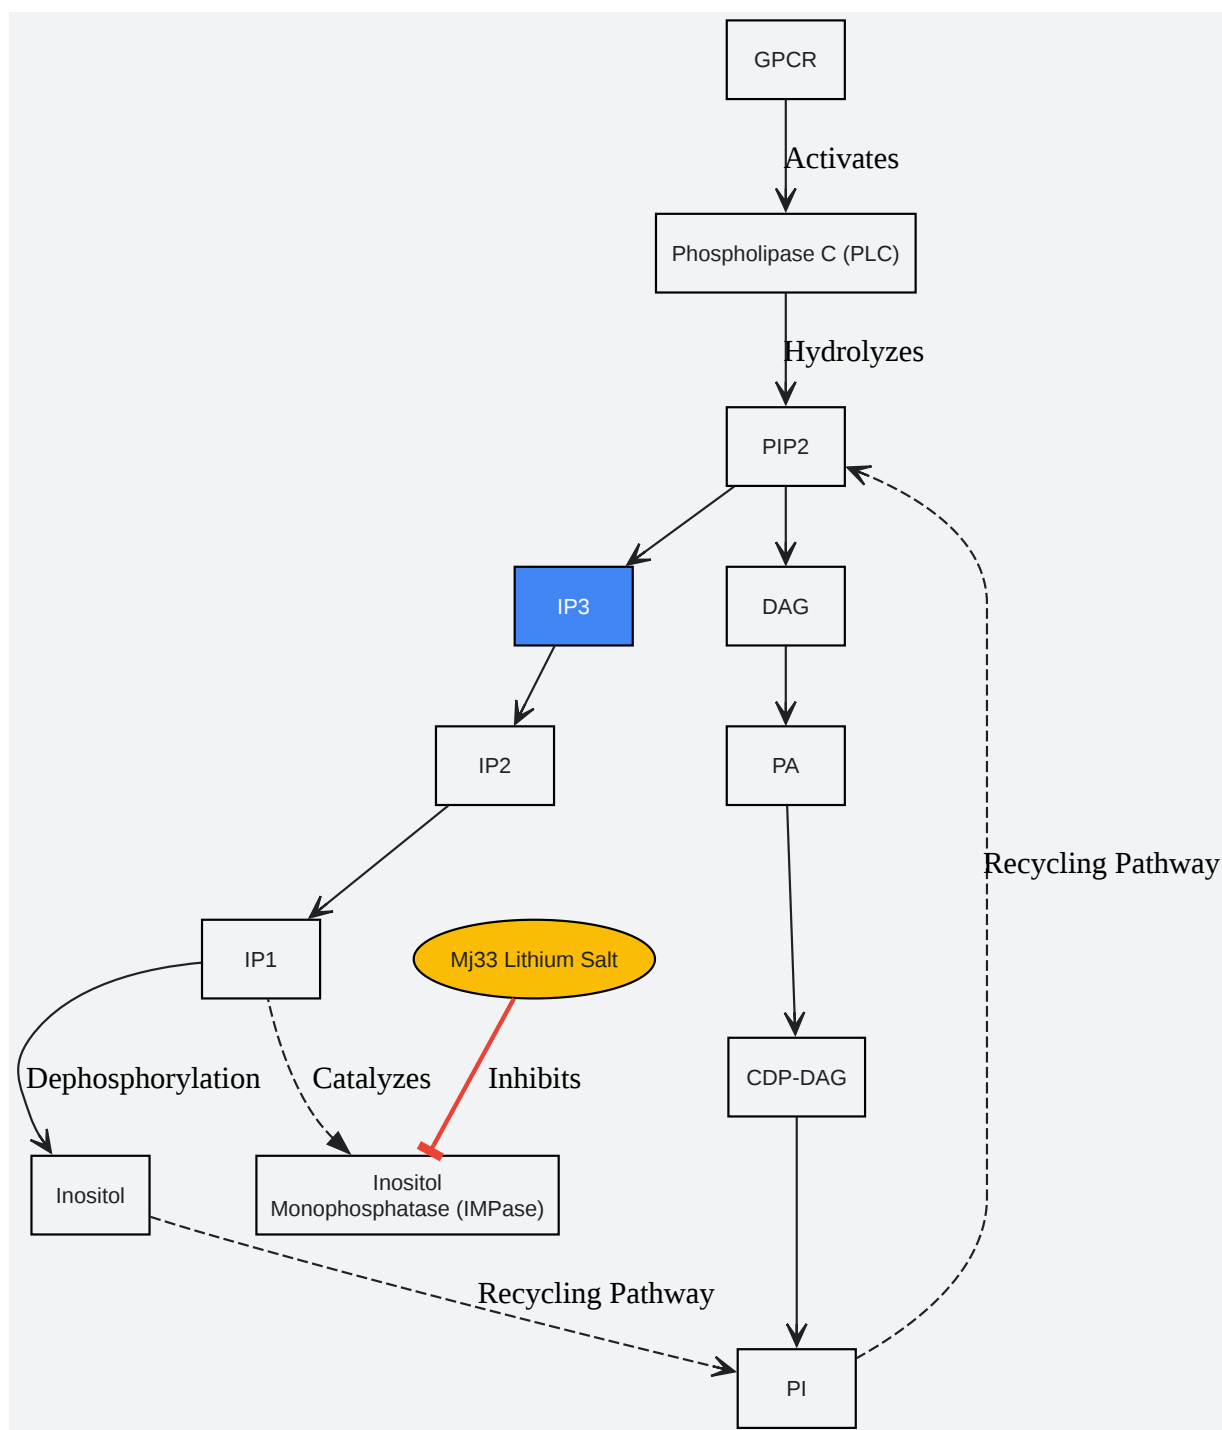 GPCR
Activates
Phospholipase C (PLC)
Hydrolyzes
PIP2
IP3
DAG
IP2
PA
Recycling Pathway
IP1
Mj33 Lithium Salt
Dephosphorylation
Catalyzes
Inhibits
CDP-DAG
Inositol
Inositol
Monophosphatase (IMPase)
Recycling Pathway
PI